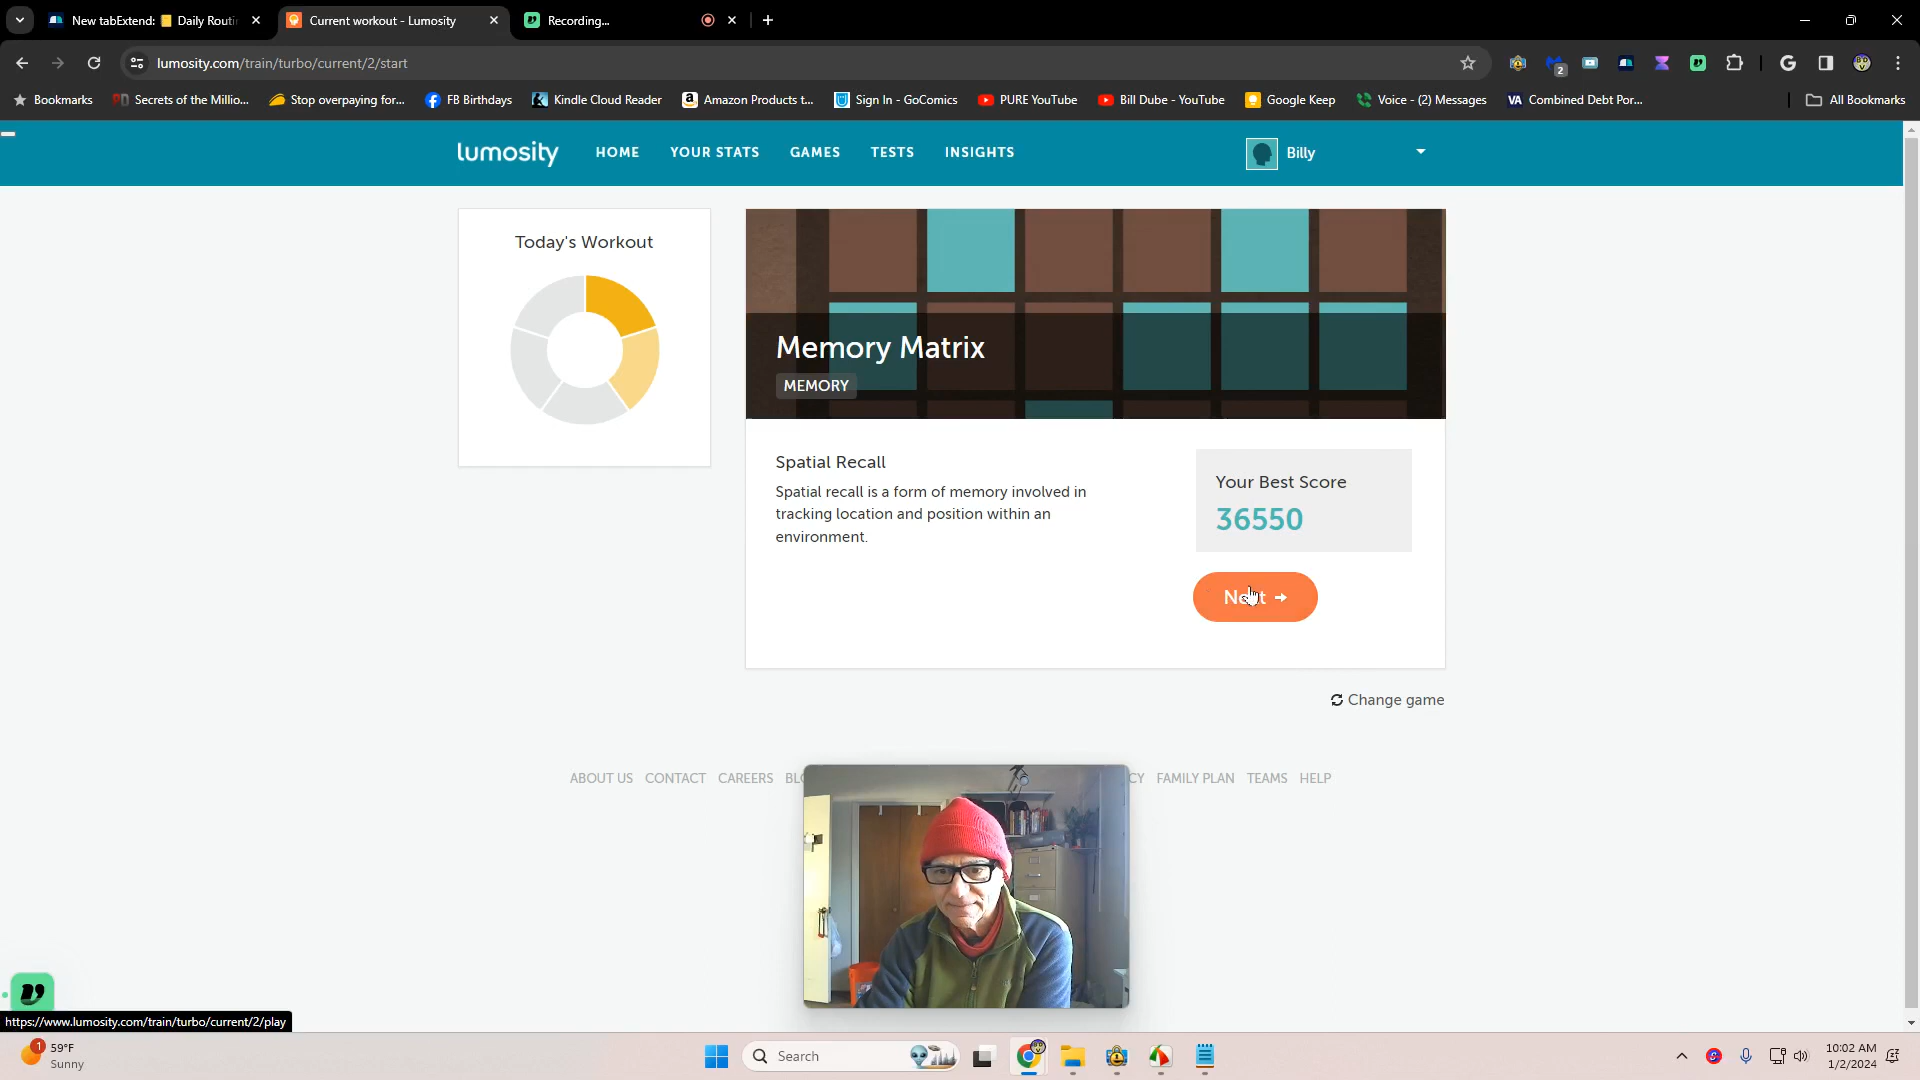 New tabExtend: Daily Routi
Current workout - Lumosity
Recording...
lumosity.com/train/turbo/current/2/start
2
Bookmarks
Secrets of the Millio...
Stop overpaying for...
FB Birthdays
Kindle Cloud Reader
Amazon Products t...
Sign In - GoComics
PURE YouTube
Bill Dube - YouTube
Google Keep
Voice - (2) Messages
VA Combined Debt Por...
All Bookmarks
lumosity
HOME
YOUR STATS
GAMES
TESTS
INSIGHTS
Billy
Today's Workout
Memory Matrix
MEMORY
Spatial Recall
Spatial recall is a form of memory involved in
tracking location and position within an
environment.
Your Best Score
36550
Next →
Change game
ABOUT US CONTACT CAREERS BLO CY FAMILY PLAN TEAMS HELP
https://www.lumosity.com/train/turbo/current/2/play
1
59°F
Sunny
Search
10:02 AM
1/2/2024